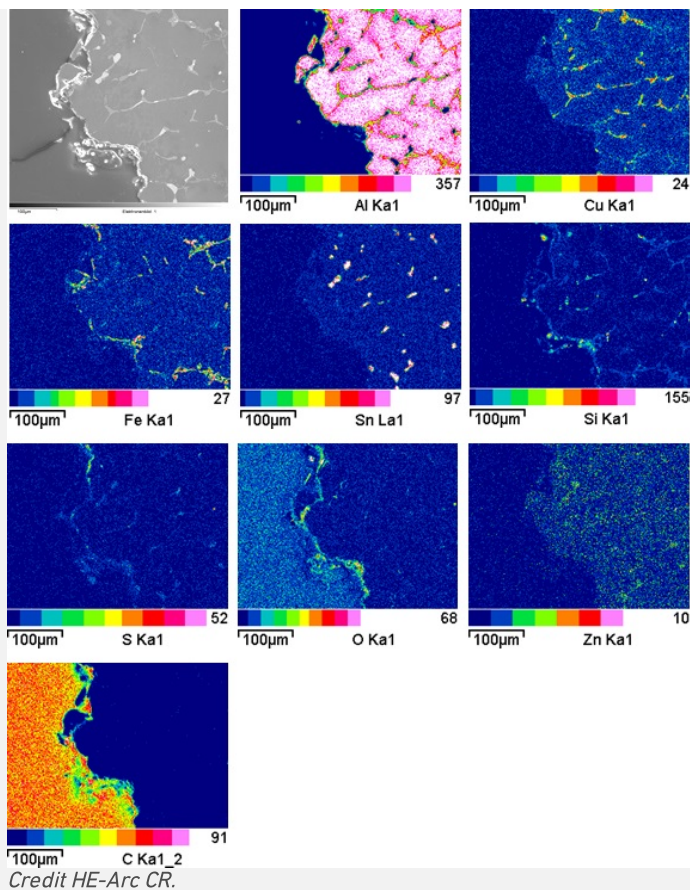 100µm
Electron Image 1
357
100µm
Al Ka1
24
100µm
Cu Ka1
27
100µm
Fe Ka1
97
100µm
Sn La1
155
100µm
Si Ka1
52
100µm
S Ka1
68
100µm
O Ka1
10
100µm
Zn Ka1
91
100µm
C Ka1_2
Credit HE-Arc CR.